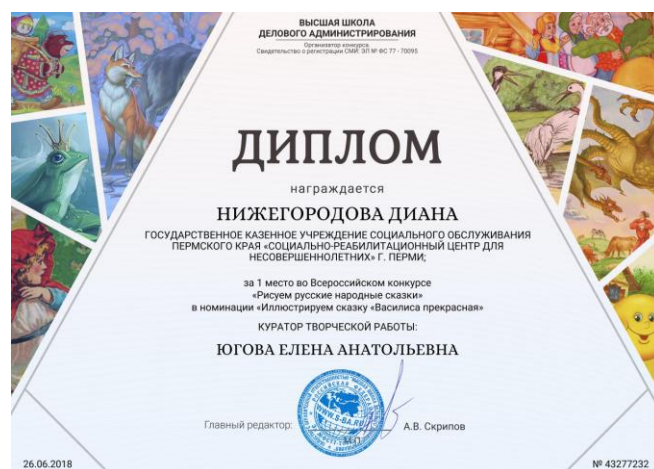 ВЫСШАЯ ШКОЛА
ДЕЛОВОГО АДМИНИСТРИРОВАНИЯ
Организатор конкурса.
Свидетельство о регистрации СМИ: ЭЛ № ФС 77 - 70095
ДИПЛОМ
награждается
НИЖЕГОРОДОВА ДИАНА
ГОСУДАРСТВЕННОЕ КАЗЕННОЕ УЧРЕЖДЕНИЕ СОЦИАЛЬНОГО ОБСЛУЖИВАНИЯ
ПЕРМСКОГО КРАЯ «СОЦИАЛЬНО-РЕАБИЛИТАЦИОННЫЙ ЦЕНТР ДЛЯ
НЕСОВЕРШЕННОЛЕТНИХ» Г. ПЕРМИ;
за 1 место во Всероссийском конкурсе
«Рисуем русские народные сказки»
в номинации «Иллюстрируем сказку «Василиса прекрасная»
КУРАТОР ТВОРЧЕСКОЙ РАБОТЫ:
ЮГОВА ЕЛЕНА АНАТОЛЬЕВНА
Главный редактор:
WWW.S-BA.RU
М.П.
А.В. Скрипов
26.06.2018
№ 43277232